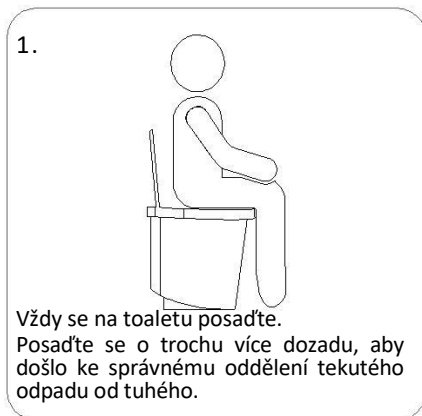 1.
Vždy se na toaletu posaďte.
Posaďte se o trochu více dozadu, aby
došlo ke správnému oddělení tekutého
odpadu od tuhého.